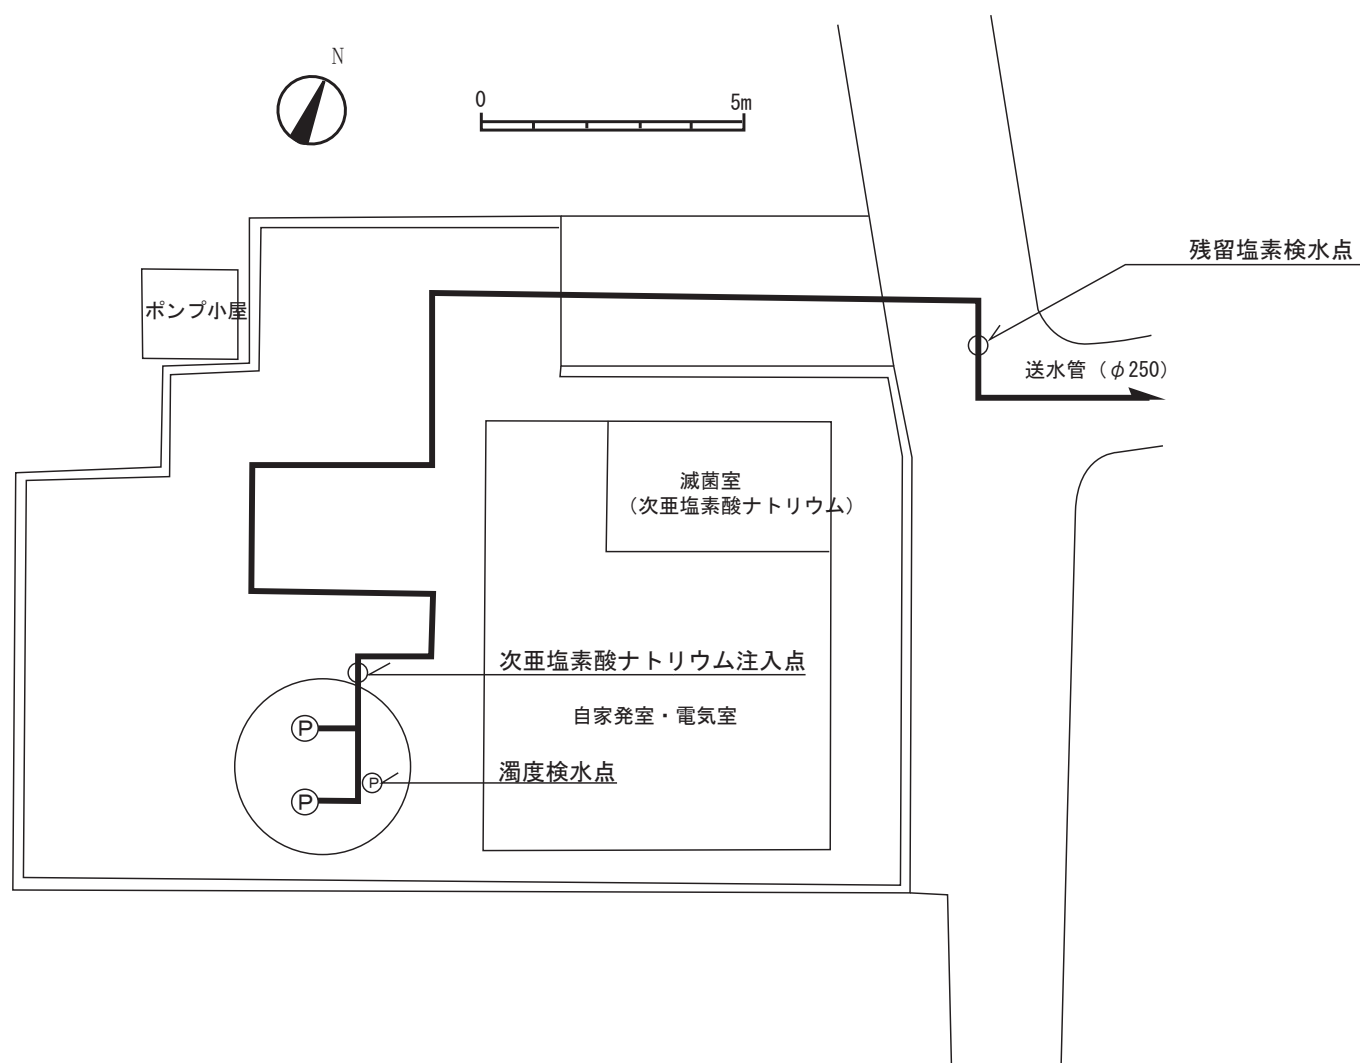 N
0
5m
残留塩素検水点
ポンプ小屋
送水管（φ250）
滅菌室
（次亜塩素酸ナトリウム）
次亜塩素酸ナトリウム注入点
自家発室・電気室
P
濁度検水点
P
P